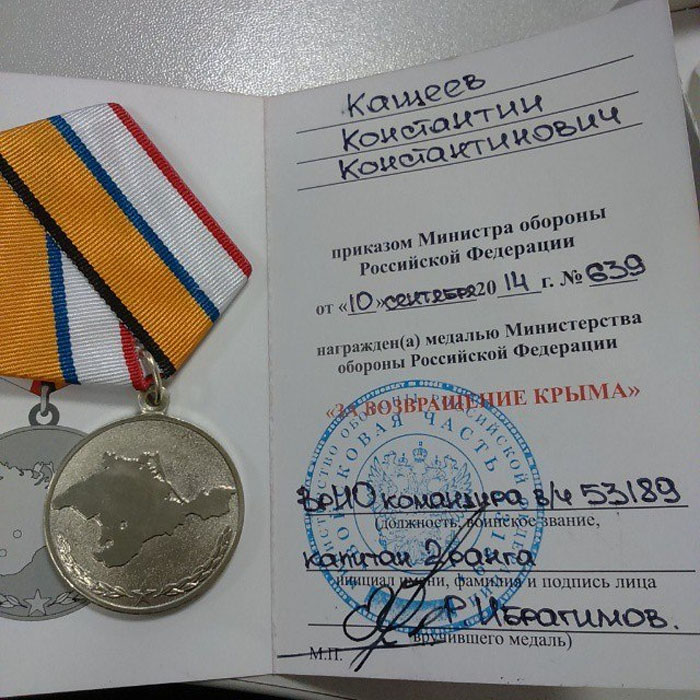 Кащеев
Константин
Константинович
приказом Министра обороны
Российской Федерации
от «10» сентября 2014 г. № 639
награжден(а) медалью Министерства
обороны Российской Федерации
«ЗА ВОЗВРАЩЕНИЕ КРЫМА»
ВОЙСКОВАЯ ЧАСТЬ
ВрИО командира в/ч 53189
(должность, воинское звание,
капитан 2 ранга
инициал имени, фамилия и подпись лица
Р. Ибрагимов.
вручившего медаль)
М.П.